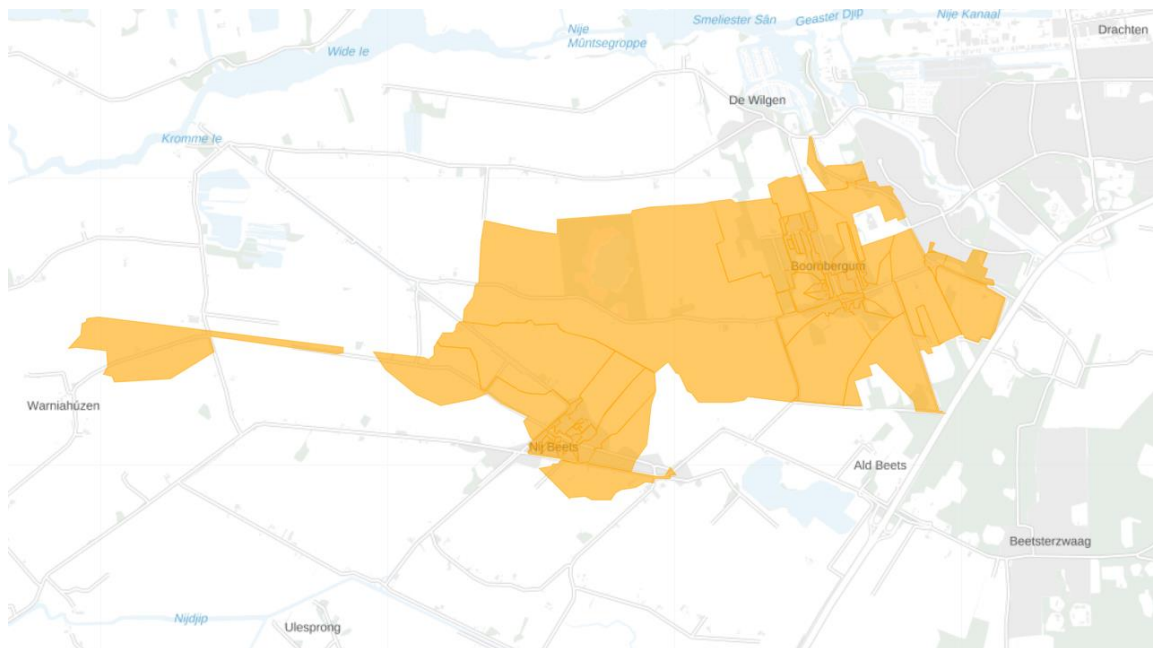 Smeliester Sân
Geaster Djip
Nije Kanaal
Drachten
Nije
Müntsegroppe
Wide Ie
De Wilgen
Kromme Ie
Boornbergum
Warniahúzen
Nij Beets
Ald Beets
Beetsterzwaag
Nijdjip
Ulesprong